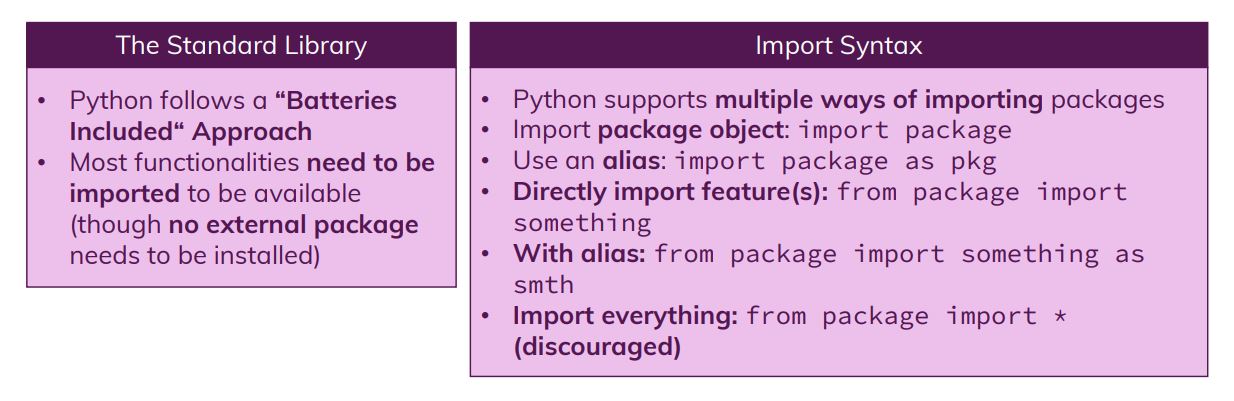 The Standard Library
• Python follows a “Batteries
Included“ Approach
• Most functionalities need to be
imported to be available
(though no external package
needs to be installed)
Import Syntax
• Python supports multiple ways of importing packages
• Import package object: import package
• Use an alias: import package as pkg
• Directly import feature(s): from package import
something
• With alias: from package import something as
smth
• Import everything: from package import *
(discouraged)